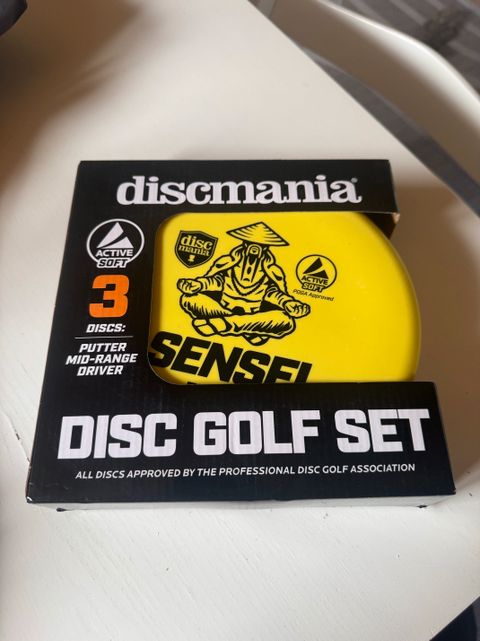 discmania®
ACTIVE
SOFT
3
DISCS:
PUTTER
MID-RANGE
DRIVER
disc
mania
ACTIVE
SOFT
PDGA Approved
SENSEI
DISC GOLF SET
ALL DISCS APPROVED BY THE PROFESSIONAL DISC GOLF ASSOCIATION